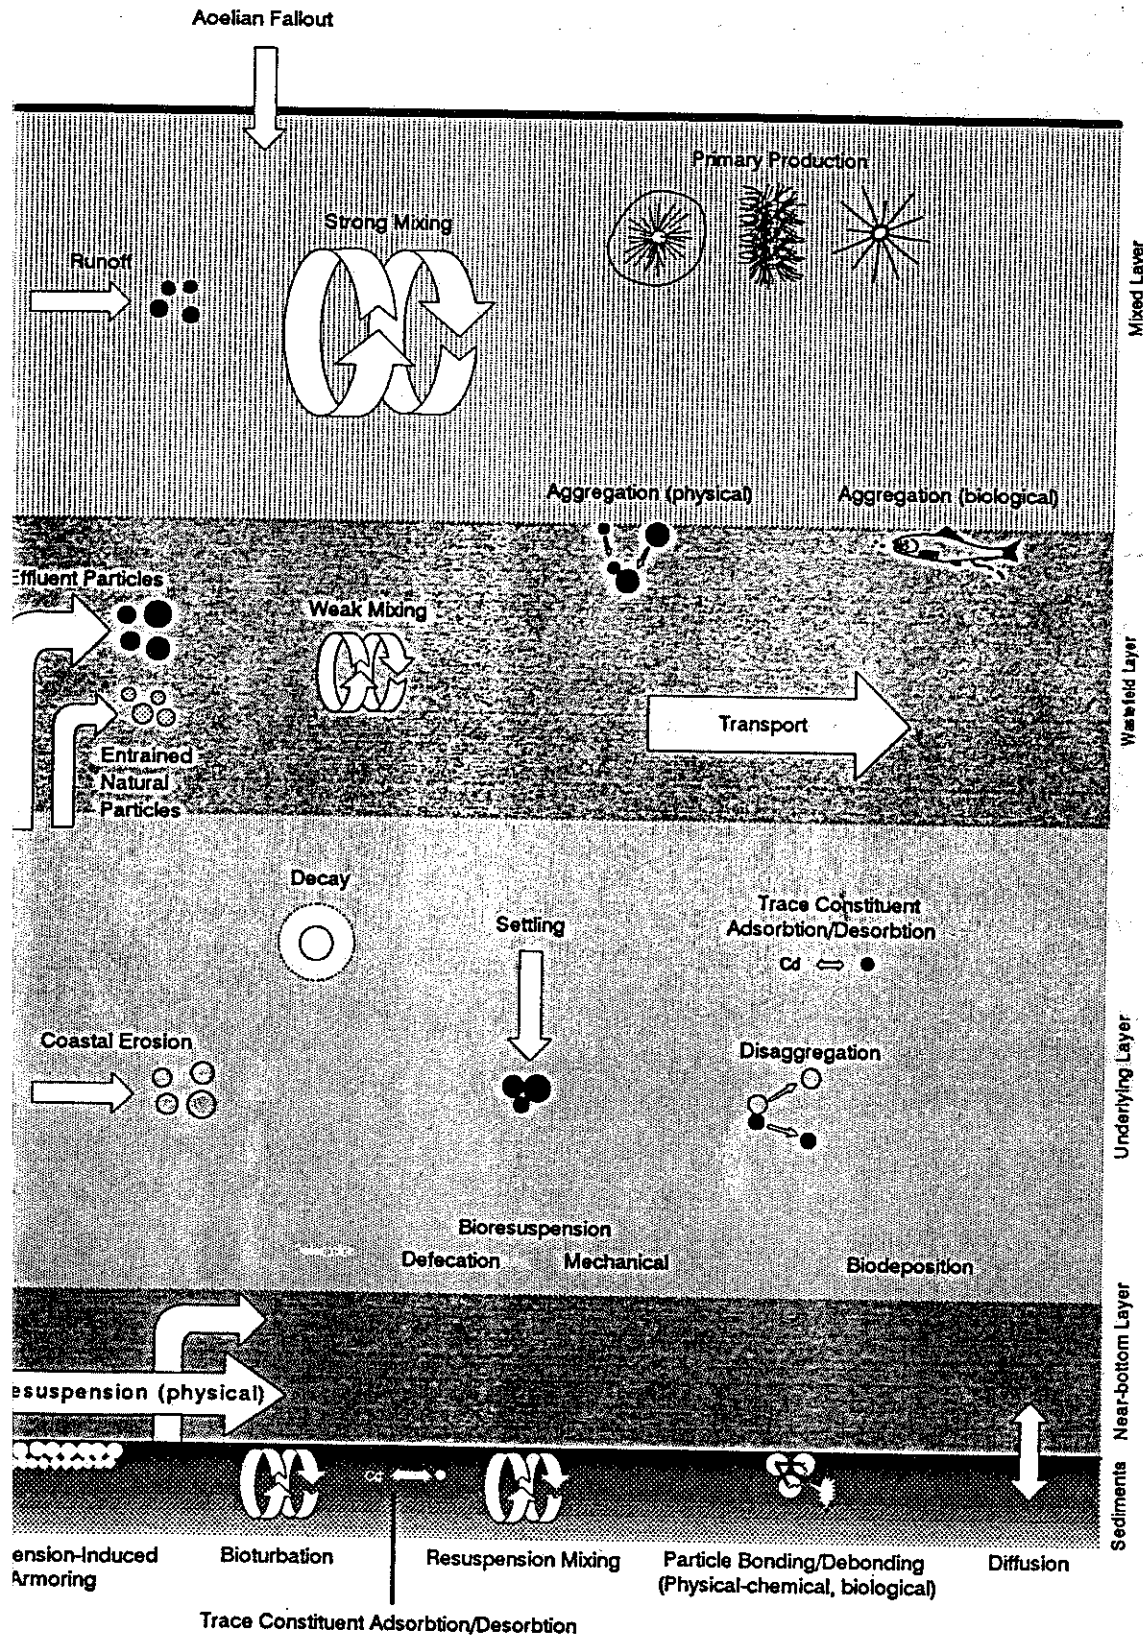 Aoelian Fallout
Primary Production
Strong Mixing
Runoff
Mixed Layer
Aggregation (physical)
Aggregation (biological)
Effluent Particles
Weak Mixing
Transport
Entrained
Natural
Particles
Wastefield Layer
Decay
Settling
Trace Constituent
Adsorbtion/Desorbtion
Cd
Coastal Erosion
Disaggregation
Underlying Layer
Bioresuspension
Defecation
Mechanical
Biodeposition
esuspension (physical)
Near-bottom Layer
Cd
Sediments
ension-Induced
Armoring
Bioturbation
Resuspension Mixing
Particle Bonding/Debonding
(Physical-chemical, biological)
Diffusion
Trace Constituent Adsorbtion/Desorbtion